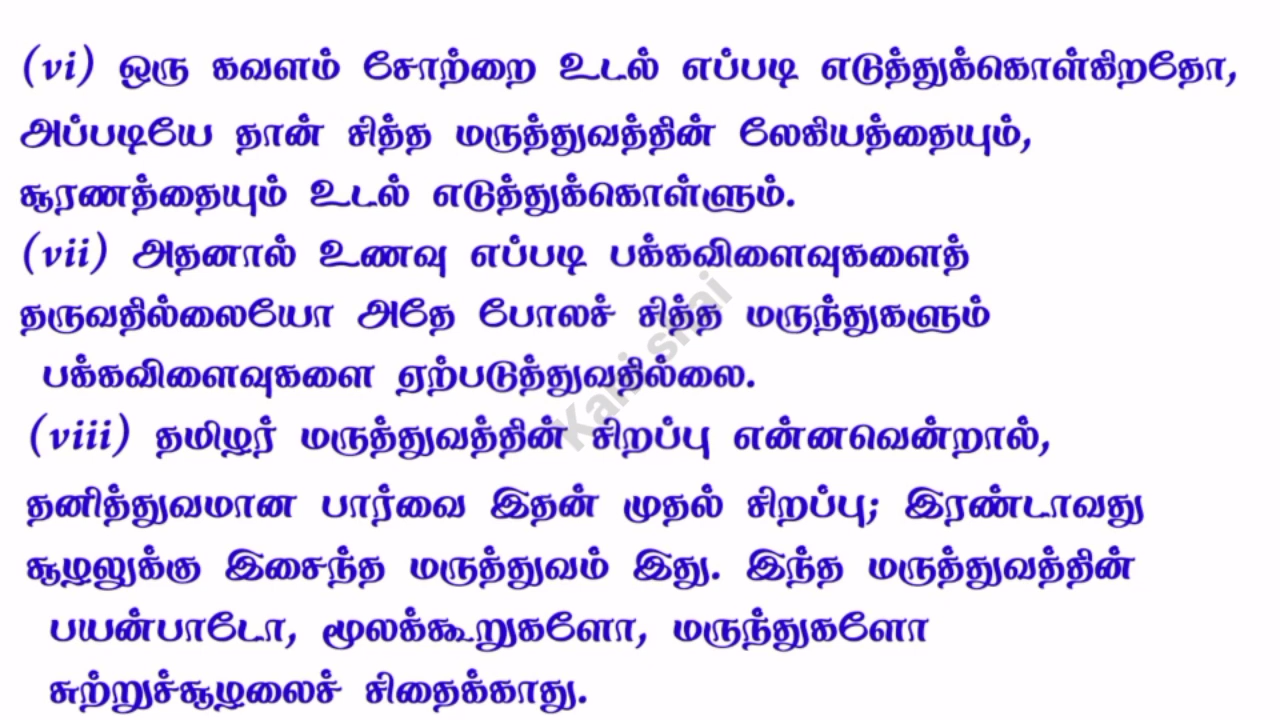 (vi) ஒரு கவளம் சோற்றை உடல் எப்படி எடுத்துக்கொள்கிறதோ,
அப்படியே தான் சித்த மருத்துவத்தின் லேகியத்தையும்,
சூரணத்தையும் உடல் எடுத்துக்கொள்ளும்.
(vii) அதனால் உணவு எப்படி பக்கவிளைவுகளைத்
தருவதில்லையோ அதே போலச் சித்த மருந்துகளும்
பக்கவிளைவுகளை ஏற்படுத்துவதில்லை.
(viii) தமிழர் மருத்துவத்தின் சிறப்பு என்னவென்றால்,
தனித்துவமான பார்வை இதன் முதல் சிறப்பு; இரண்டாவது
சூழலுக்கு இசைந்த மருத்துவம் இது. இந்த மருத்துவத்தின்
பயன்பாடோ, மூலக்கூறுகளோ, மருந்துகளோ
சுற்றுச்சூழலைச் சிதைக்காது.